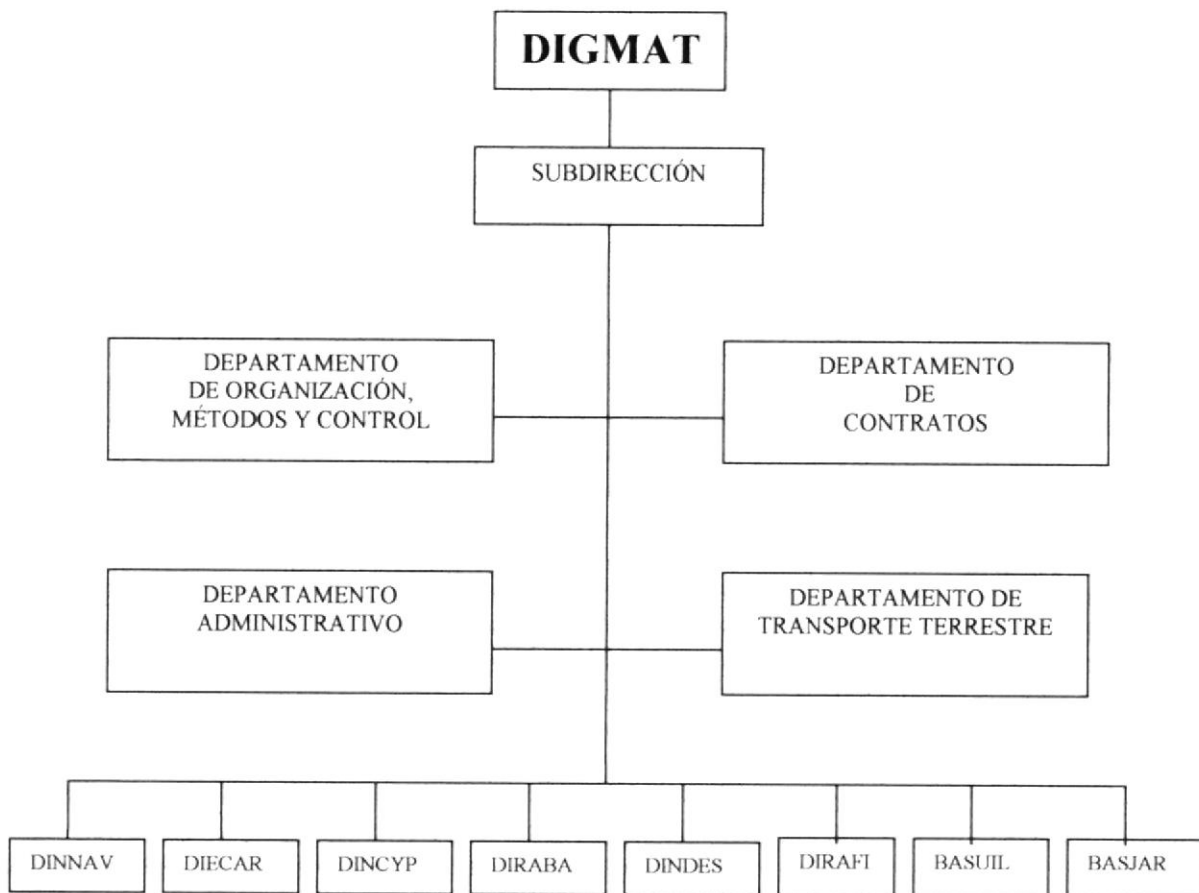 DIGMAT
SUBDIRECCIÓN
DEPARTAMENTO
DE ORGANIZACIÓN,
MÉTODOS Y CONTROL
DEPARTAMENTO
DE
CONTRATOS
DEPARTAMENTO
ADMINISTRATIVO
DEPARTAMENTO DE
TRANSPORTE TERRESTRE
DINNAV
DIECAR
DINCYP
DIRABA
DINDES
DIRAFI
BASUIL
BASJAR